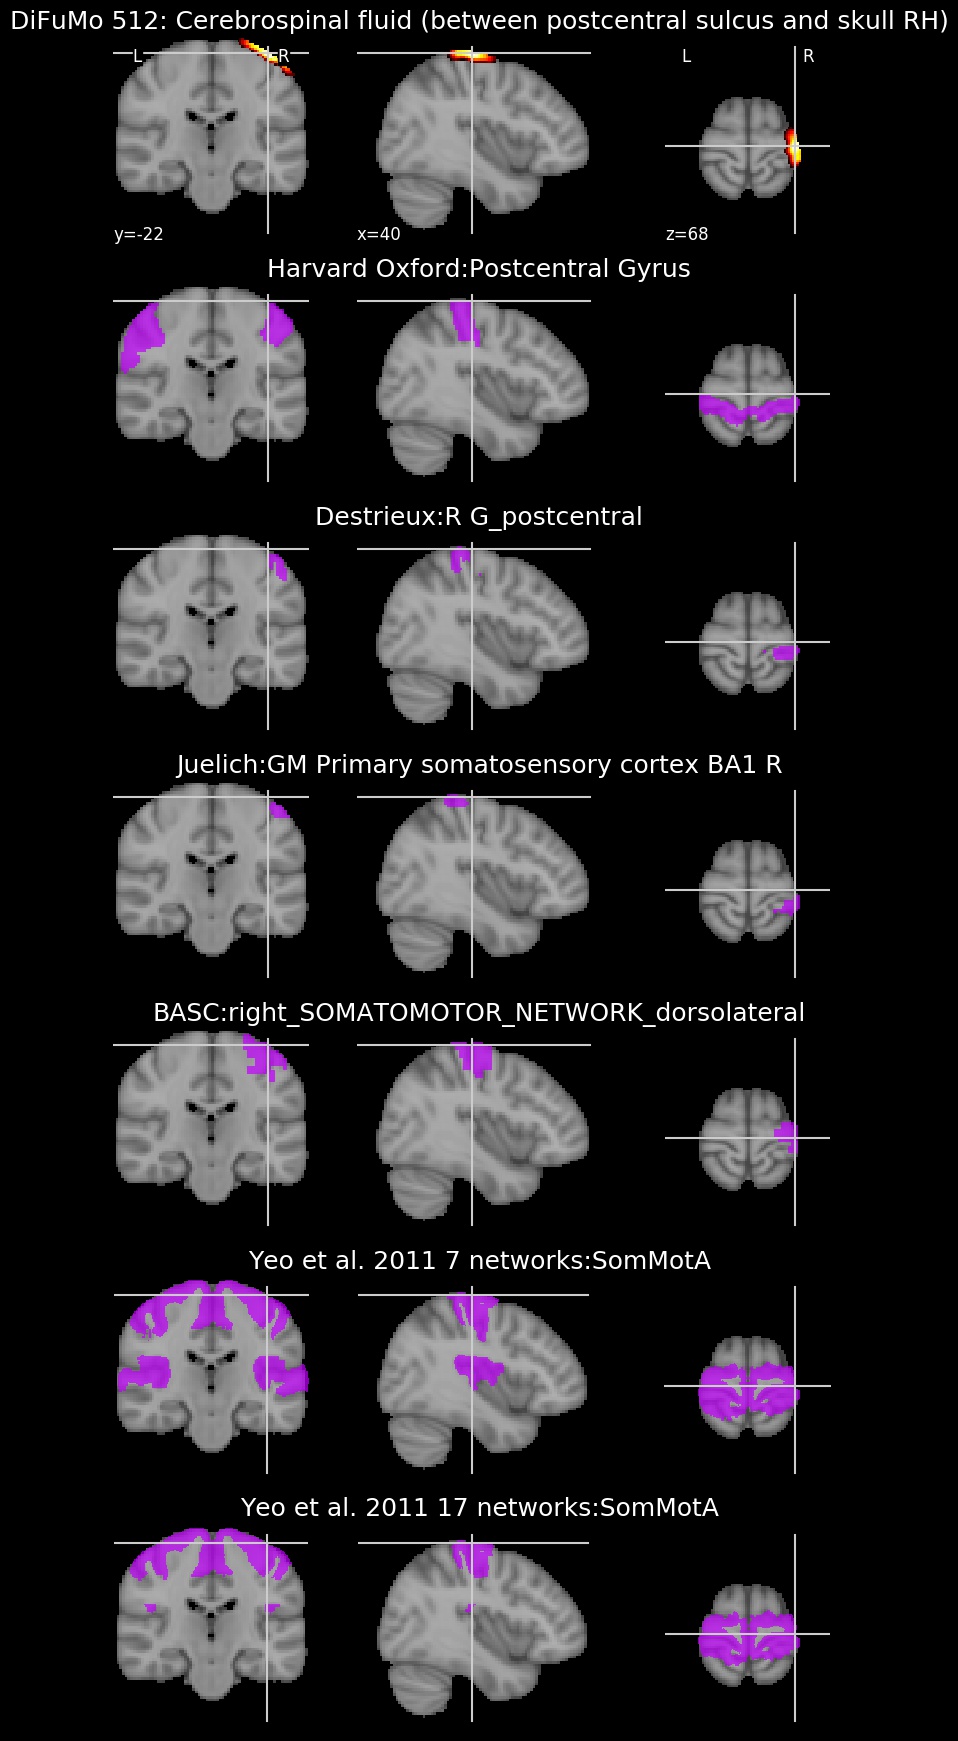 DiFuMo 512: Cerebrospinal fluid (between postcentral sulcus and skull RH)
L R L R
y=-22 x=40 z=68
Harvard Oxford:Postcentral Gyrus
Destrieux:R G_postcentral
Juelich:GM Primary somatosensory cortex BA1 R
BASC:right_SOMATOMOTOR_NETWORK_dorsolateral
Yeo et al. 2011 7 networks:SomMotA
Yeo et al. 2011 17 networks:SomMotA